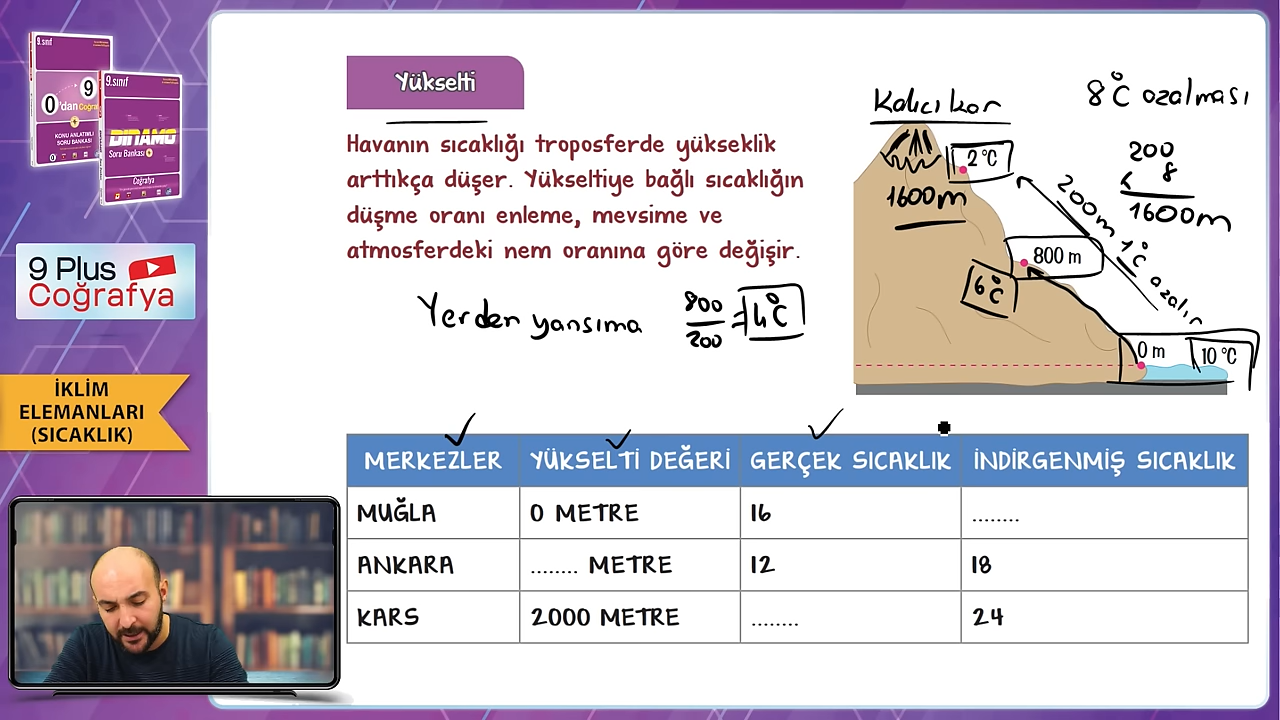 9.sınıf
0'dan
9
Coğrafya
KONU ANLATIMLI
SORU BANKASI
9.sınıf
DINAMO
Soru Bankası
Coğrafya
9 Plus
Coğrafya
İKLİM
ELEMANLARI
(SICAKLIK)
Yükselti
Havanın sıcaklığı troposferde yükseklik
arttıkça düşer. Yükseltiye bağlı sıcaklığın
düşme oranı enleme, mevsime ve
atmosferdeki nem oranına göre değişir.
Yerden yansıma
800
200
= 4°C
Kalıcı kar
8°C azalması
2 °C
1600m
200
x 8
1600m
200m 1°C azalır
800 m
6°C
0 m
10 °C
MERKEZLER YÜKSELTİ DEĞERİ GERÇEK SICAKLIK İNDİRGENMİŞ SICAKLIK
MUĞLA 0 METRE 16 ........
ANKARA ........ METRE 12 18
KARS 2000 METRE ........ 24